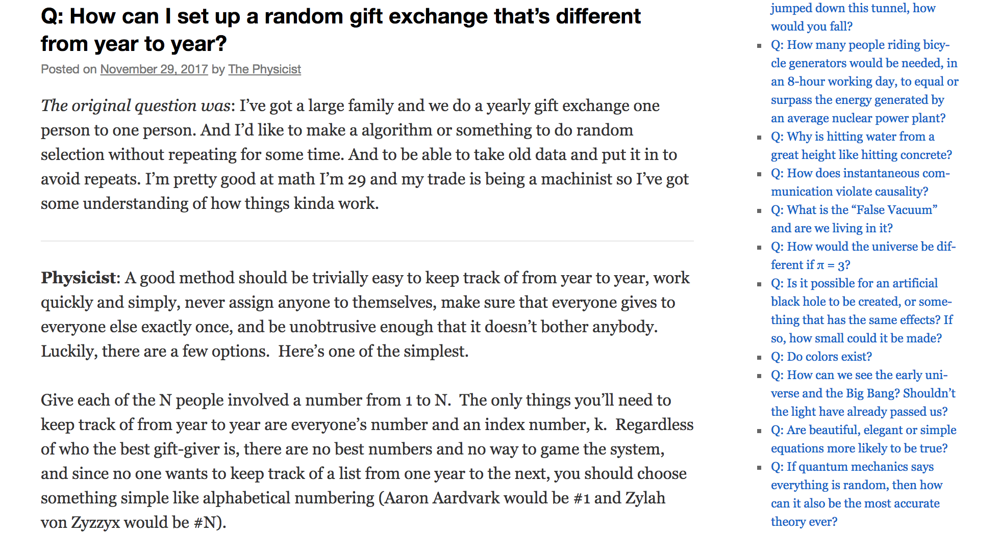 Q: How can I set up a random gift exchange that’s different
from year to year?
Posted on November 29, 2017 by The Physicist
The original question was: I’ve got a large family and we do a yearly gift exchange one
person to one person. And I’d like to make a algorithm or something to do random
selection without repeating for some time. And to be able to take old data and put it in to
avoid repeats. I’m pretty good at math I’m 29 and my trade is being a machinist so I’ve got
some understanding of how things kinda work.
Physicist: A good method should be trivially easy to keep track of from year to year, work
quickly and simply, never assign anyone to themselves, make sure that everyone gives to
everyone else exactly once, and be unobtrusive enough that it doesn’t bother anybody.
Luckily, there are a few options.  Here’s one of the simplest.
Give each of the N people involved a number from 1 to N.  The only things you’ll need to
keep track of from year to year are everyone’s number and an index number, k.  Regardless
of who the best gift-giver is, there are no best numbers and no way to game the system,
and since no one wants to keep track of a list from one year to the next, you should choose
something simple like alphabetical numbering (Aaron Aardvark would be #1 and Zylah
von Zyzzyx would be #N).
jumped down this tunnel, how
would you fall?
Q: How many people riding bicy-
cle generators would be needed, in
an 8-hour working day, to equal or
surpass the energy generated by
an average nuclear power plant?
Q: Why is hitting water from a
great height like hitting concrete?
Q: How does instantaneous com-
munication violate causality?
Q: What is the “False Vacuum”
and are we living in it?
Q: How would the universe be dif-
ferent if π = 3?
Q: Is it possible for an artificial
black hole to be created, or some-
thing that has the same effects? If
so, how small could it be made?
Q: Do colors exist?
Q: How can we see the early uni-
verse and the Big Bang? Shouldn’t
the light have already passed us?
Q: Are beautiful, elegant or simple
equations more likely to be true?
Q: If quantum mechanics says
everything is random, then how
can it also be the most accurate
theory ever?